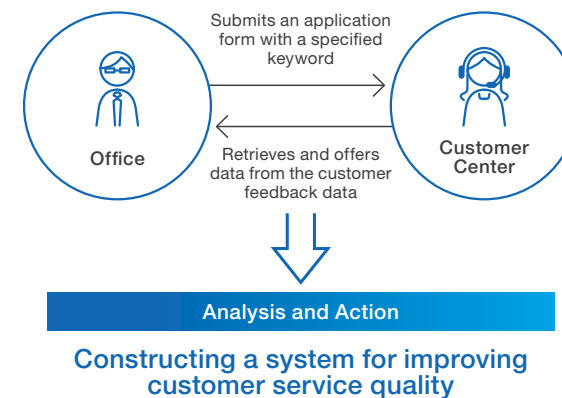 Submits an application
form with a specified
keyword
Office
Customer
Center
Retrieves and offers
data from the customer
feedback data
Analysis and Action
Constructing a system for improving
customer service quality